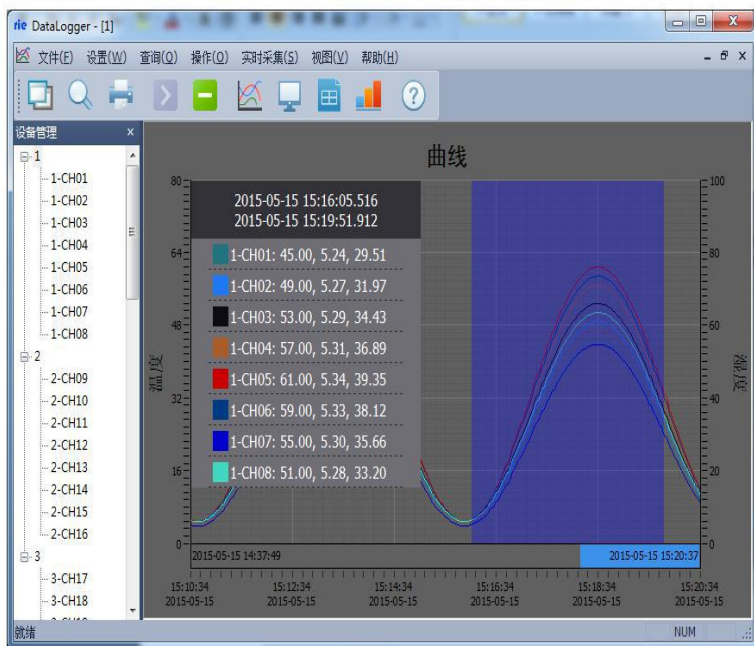 rie DataLogger - [1]
文件(F) 设置(W) 查询(Q) 操作(O) 实时采集(S) 视图(V) 帮助(H)
设备管理 x
1
1-CH01
1-CH02
1-CH03
1-CH04
1-CH05
1-CH06
1-CH07
1-CH08
2
2-CH09
2-CH10
2-CH11
2-CH12
2-CH13
2-CH14
2-CH15
2-CH16
3
3-CH17
3-CH18
曲线
80
64
48
32
16
0
温度
2015-05-15 15:16:05.516
2015-05-15 15:19:51.912
1-CH01: 45.00, 5.24, 29.51
1-CH02: 49.00, 5.27, 31.97
1-CH03: 53.00, 5.29, 34.43
1-CH04: 57.00, 5.31, 36.89
1-CH05: 61.00, 5.34, 39.35
1-CH06: 59.00, 5.33, 38.12
1-CH07: 55.00, 5.30, 35.66
1-CH08: 51.00, 5.28, 33.20
100
80
60
40
20
0
湿度
2015-05-15 14:37:49 2015-05-15 15:20:37
15:10:34 15:12:34 15:14:34 15:16:34 15:18:34 15:20:34
2015-05-15 2015-05-15 2015-05-15 2015-05-15 2015-05-15 2015-05-15
就绪 NUM